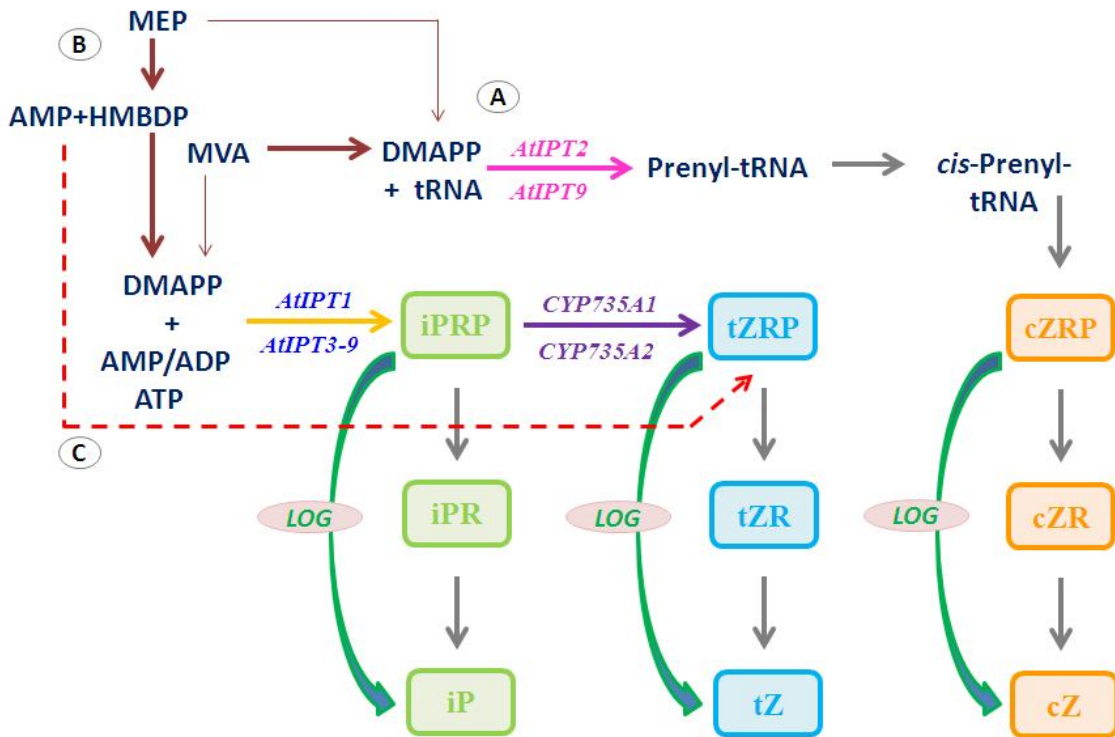 MEP
B
A
AMP+HMBDP
MVA
DMAPP
+ tRNA
AtIPT2
AtIPT9
Prenyl-tRNA
cis-Prenyl-
tRNA
DMAPP
+
AMP/ADP
ATP
AtIPT1
AtIPT3-9
iPRP
CYP735A1
CYP735A2
tZRP
cZRP
C
LOG
iPR
LOG
tZR
LOG
cZR
iP
tZ
cZ